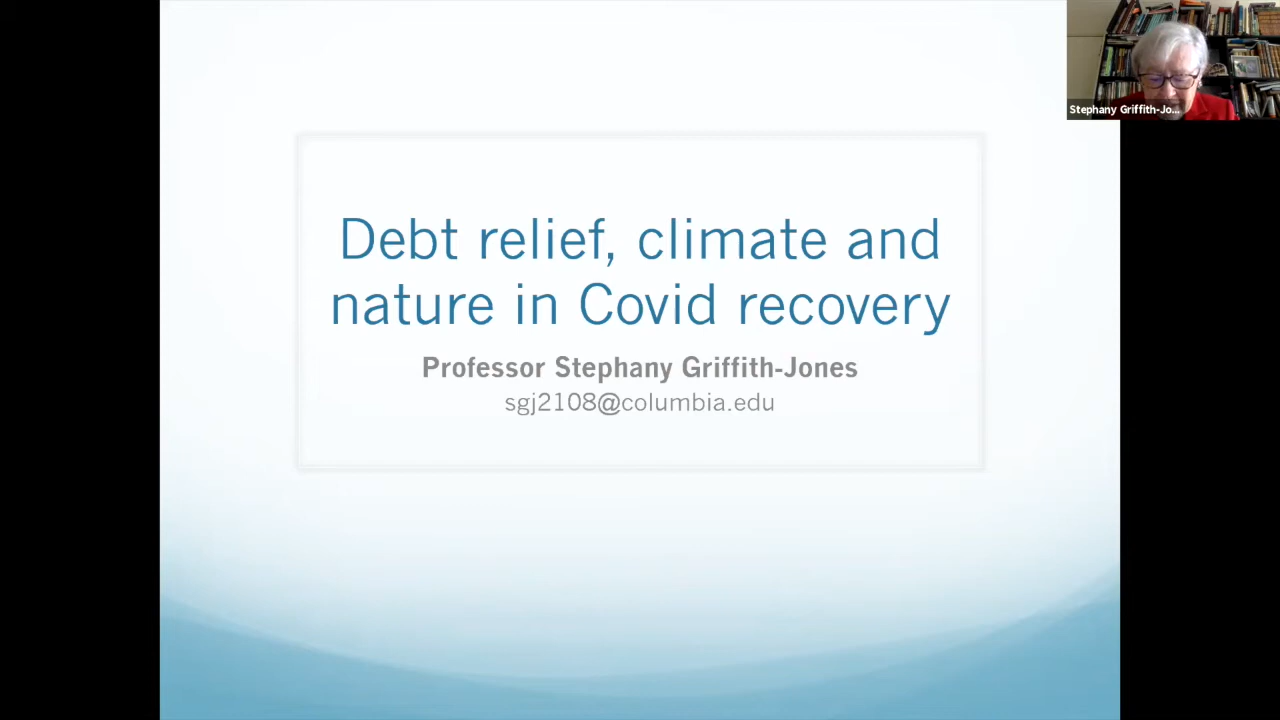 Stephany Griffith-Jo...
Debt relief, climate and
nature in Covid recovery
Professor Stephany Griffith-Jones
sgj2108@columbia.edu